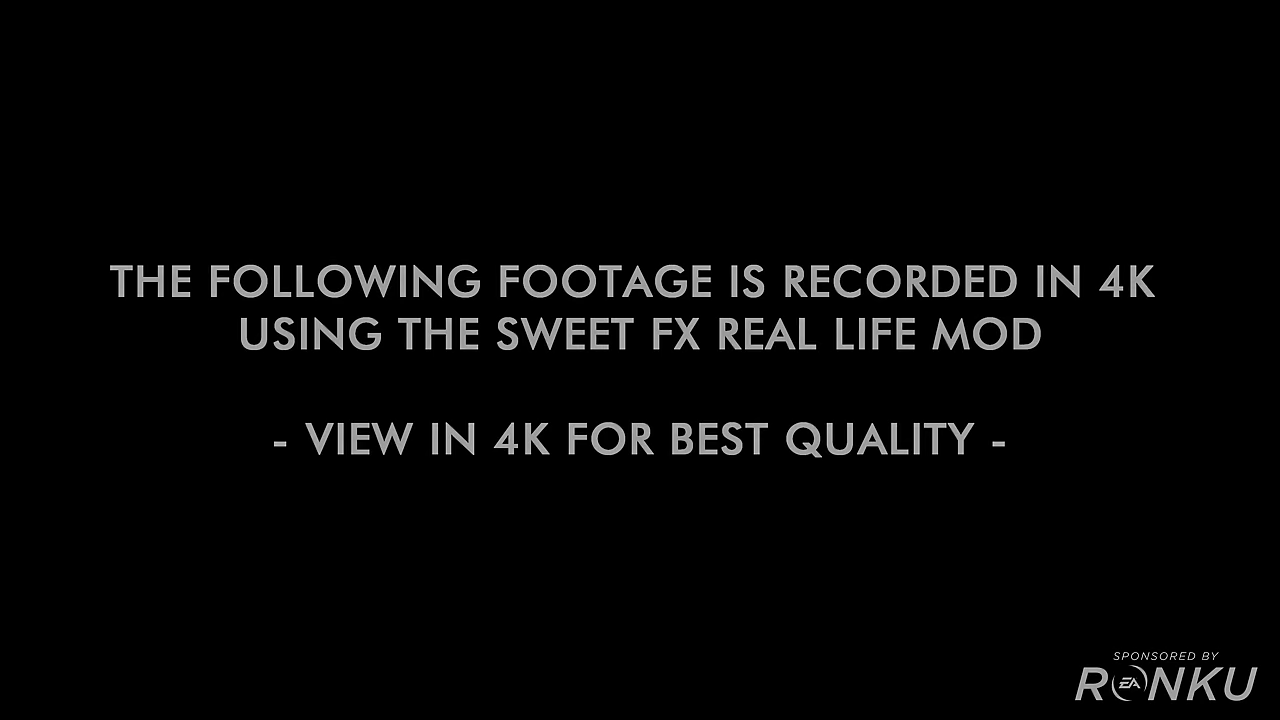 THE FOLLOWING FOOTAGE IS RECORDED IN 4K
USING THE SWEET FX REAL LIFE MOD
- VIEW IN 4K FOR BEST QUALITY -
SPONSORED BY
RONKU
EA